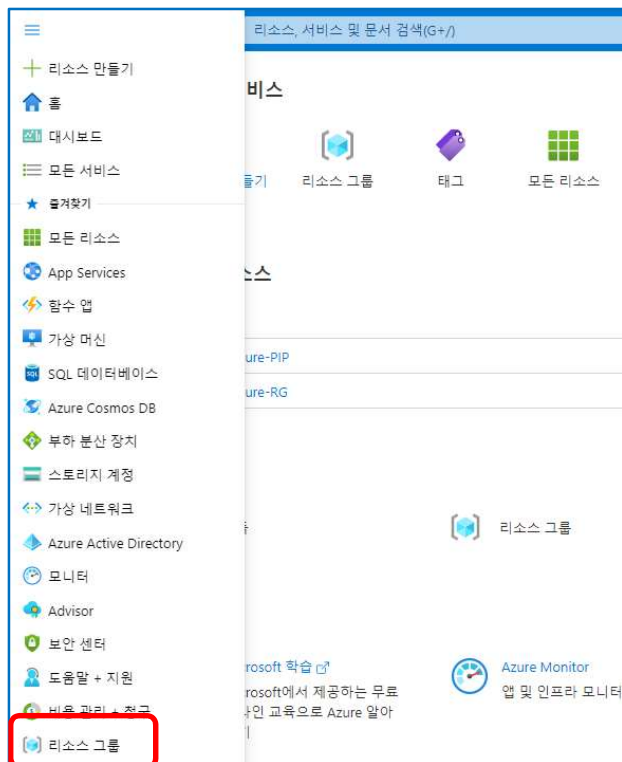 리소스, 서비스 및 문서 검색(G+/)
리소스 만들기
홈
대시보드
모든 서비스
즐겨찾기
모든 리소스
App Services
함수 앱
가상 머신
SQL 데이터베이스
Azure Cosmos DB
부하 분산 장치
스토리지 계정
가상 네트워크
Azure Active Directory
모니터
Advisor
보안 센터
도움말 + 지원
비용 관리 + 청구
리소스 그룹
비스
들기
리소스 그룹
태그
모든 리소스
소스
ure-PIP
ure-RG
리소스 그룹
rosoft 학습
rosoft에서 제공하는 무료
인 교육으로 Azure 알아
Azure Monitor
앱 및 인프라 모니터